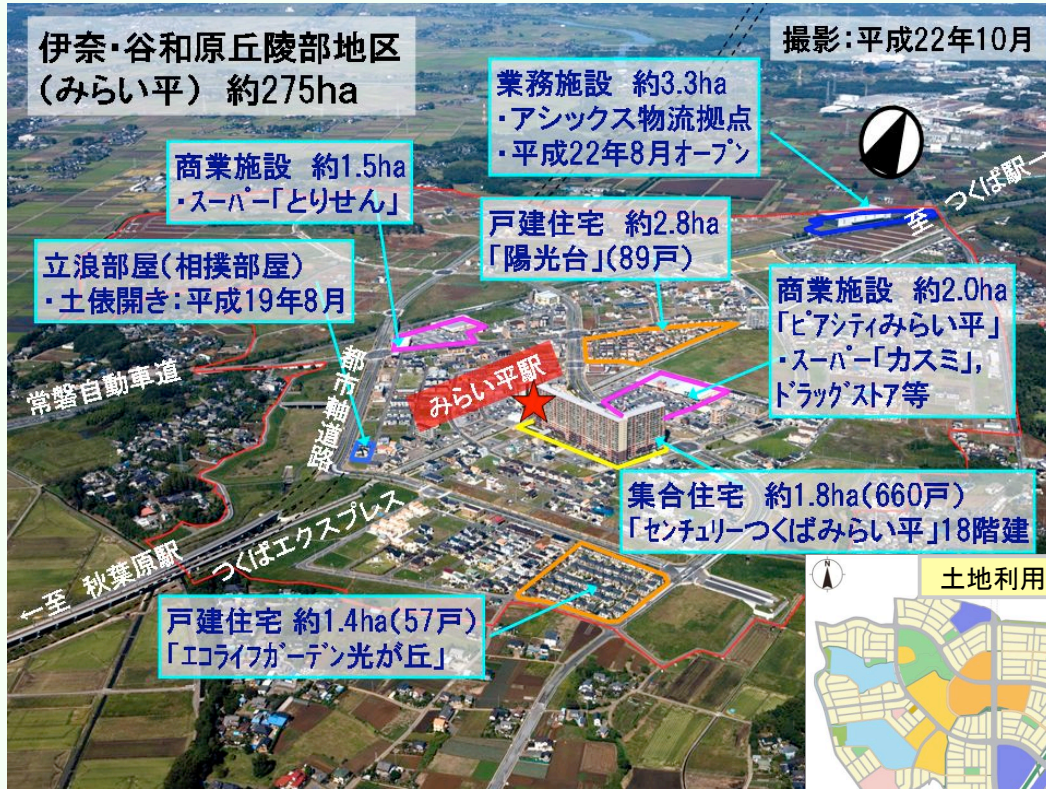 伊奈・谷和原丘陵部地区
（みらい平） 約275ha
撮影：平成22年10月
業務施設 約3.3ha
・アシックス物流拠点
・平成22年8月オープン
商業施設 約1.5ha
・スーパー「とりせん」
至 つくば駅→
戸建住宅 約2.8ha
「陽光台」(89戸)
立浪部屋(相撲部屋)
・土俵開き：平成19年8月
商業施設 約2.0ha
「ピアシティみらい平」
・スーパー「カスミ」,
ドラッグストア等
常磐自動車道
都市軸道路
みらい平駅
集合住宅 約1.8ha(660戸)
「センチュリーつくばみらい平」18階建
つくばエクスプレス
←至 秋葉原駅
戸建住宅 約1.4ha(57戸)
「エコライフガーデン光が丘」
N
土地利用